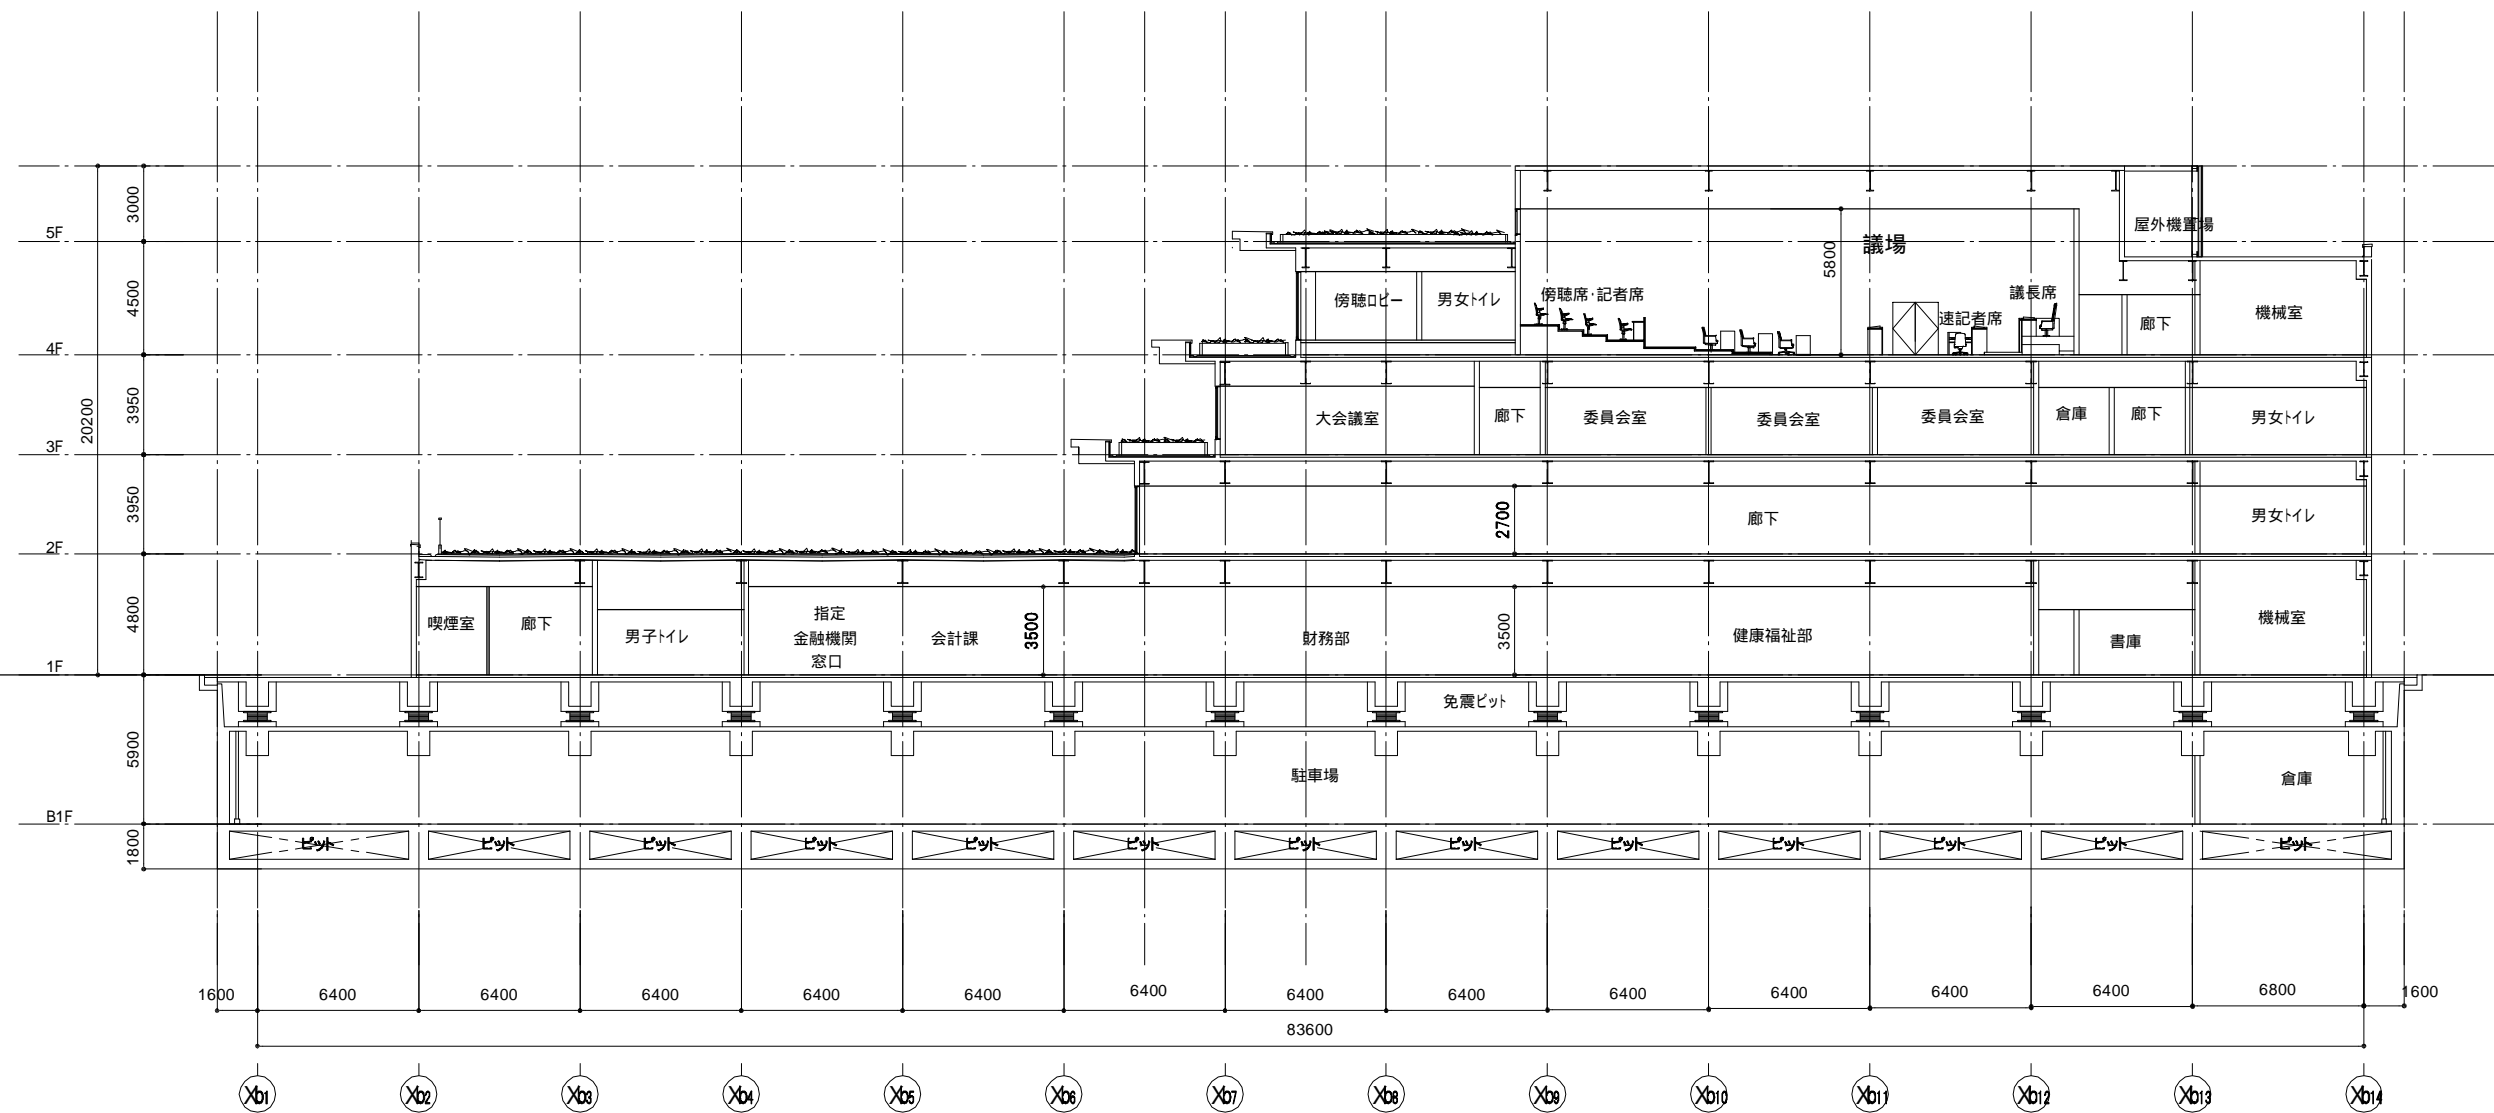 3000
5F
屋外機置場
議場
5800
4500
傍聴ロビー
男女トイレ
傍聴席・記者席
議長席
速記者席
廊下
機械室
4F
3950
20200
大会議室
廊下
委員会室
委員会室
委員会室
倉庫
廊下
男女トイレ
3F
3950
2700
廊下
男女トイレ
2F
4800
喫煙室
廊下
男子トイレ
指定
金融機関
窓口
会計課
3500
財務部
3500
健康福祉部
書庫
機械室
1F
免震ピット
5900
駐車場
倉庫
B1F
1800
ピット
ピット
ピット
ピット
ピット
ピット
ピット
ピット
ピット
ピット
ピット
ピット
ピット
1600
6400
6400
6400
6400
6400
6400
6400
6400
6400
6400
6400
6400
6800
1600
83600
Xb1
Xb2
Xb3
Xb4
Xb5
Xb6
Xb7
Xb8
Xb9
Xb10
Xb11
Xb12
Xb13
Xb14